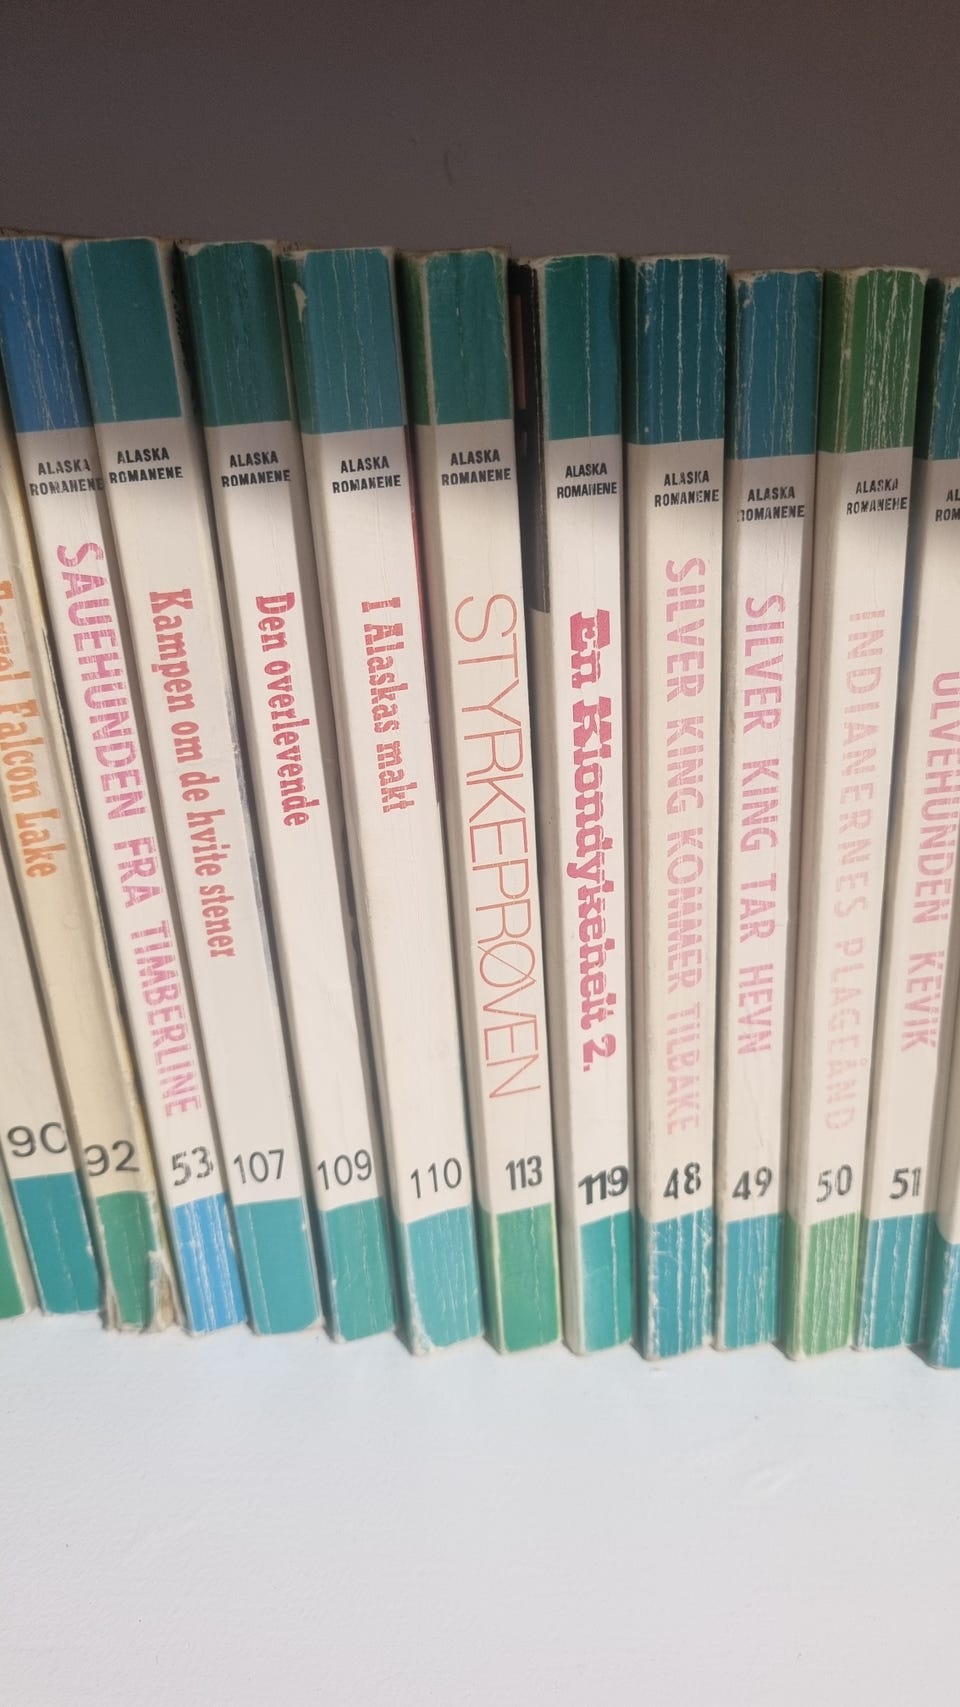 90
Falcon Lake
92
ALASKA
ROMANENE
SAUEHUNDEN FRA TIMBERLINE
53
ALASKA
ROMANENE
Kampen om de hvite stener
107
ALASKA
ROMANENE
Den overlevende
109
ALASKA
ROMANENE
I Alaskas makt
110
ALASKA
ROMANENE
STYRKEPRØVEN
113
ALASKA
ROMANENE
En Klondykeheit 2.
119
ALASKA
ROMANENE
SILVER KING KOMMER TILBAKE
48
ALASKA
ROMANENE
SILVER KING TAR HEVN
49
ALASKA
ROMANENE
INDIANERNES PLAGEÅND
50
AL
ROM
ULVEHUNDEN KEVIK
51